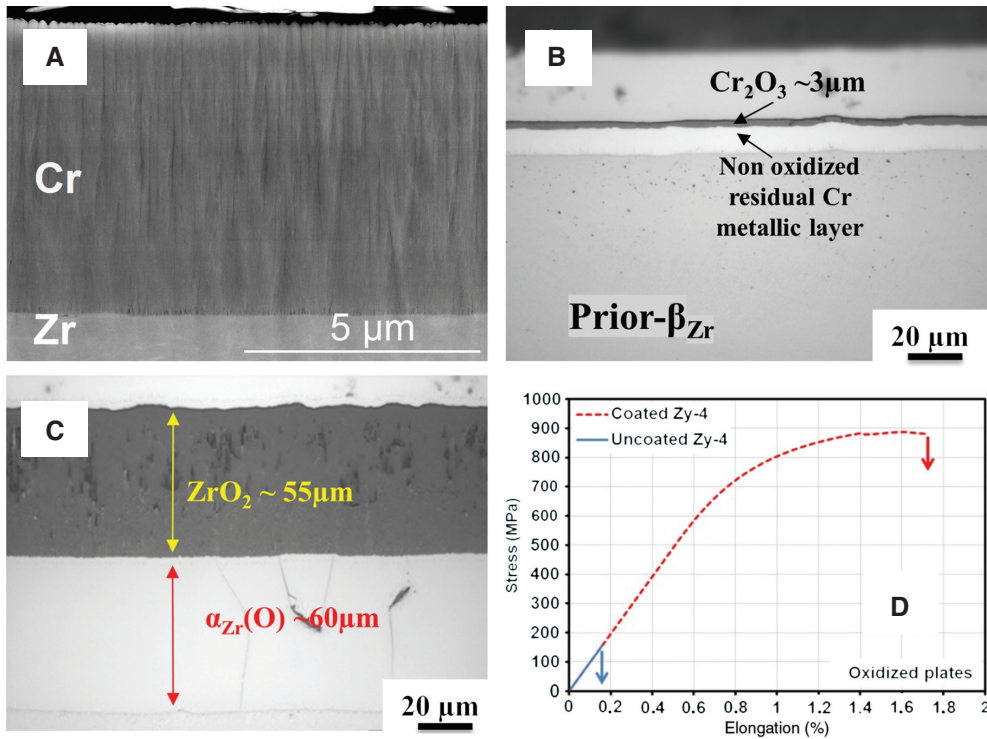 A
Cr
Zr
5 µm
B
Cr₂O₃ ~3µm
Non oxidized
residual Cr
metallic layer
Prior-βZr
20 µm
C
ZrO₂ ~ 55µm
αZr(O) ~60µm
20 µm
1000
900
800
700
600
500
400
300
200
100
0
Stress (MPa)
Coated Zy-4
Uncoated Zy-4
D
Oxidized plates
0 0.2 0.4 0.6 0.8 1 1.2 1.4 1.6 1.8 2
Elongation (%)